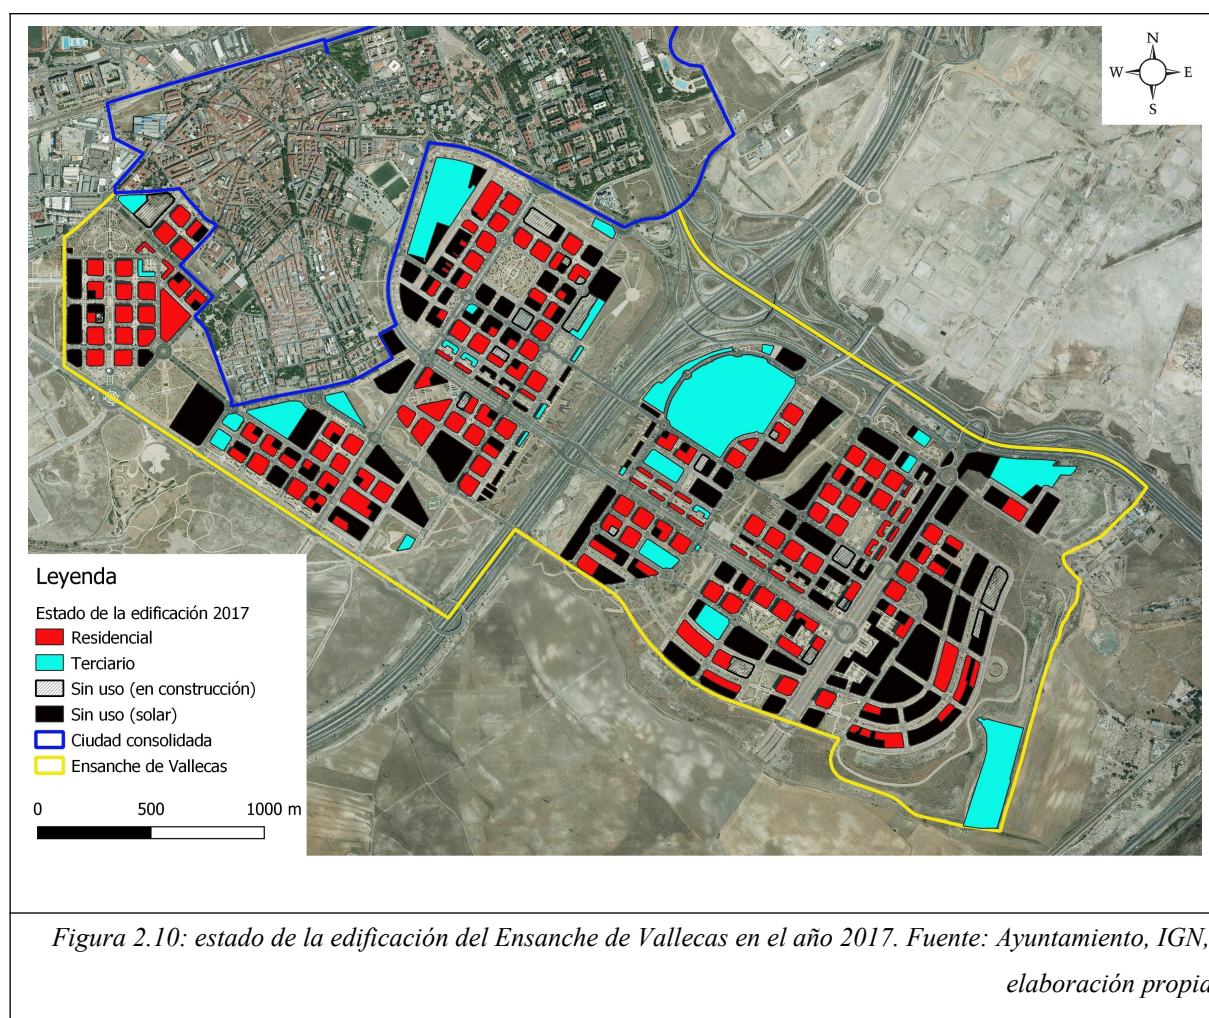 N
W E
S
Leyenda
Estado de la edificación 2017
Residencial
Terciario
Sin uso (en construcción)
Sin uso (solar)
Ciudad consolidada
Ensanche de Vallecas
0 500 1000 m
Figura 2.10: estado de la edificación del Ensanche de Vallecas en el año 2017. Fuente: Ayuntamiento, IGN,
elaboración propia